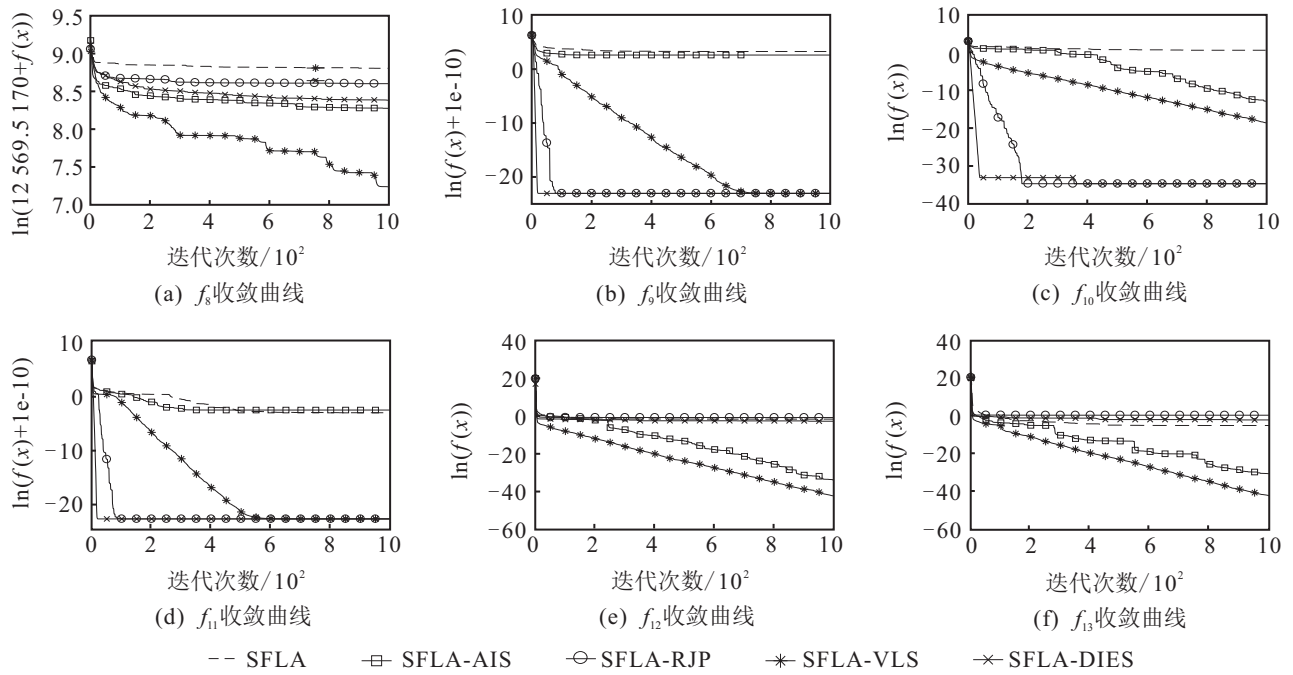 ln(12 569.5 170+f(x))
9.5
9.0
8.5
8.0
7.5
7.0
0 2 4 6 8 10
迭代次数/10²
(a) f₈收敛曲线
ln(f(x)+1e-10)
10
0
−10
−20
0 2 4 6 8 10
迭代次数/10²
(b) f₉收敛曲线
ln(f(x))
10
0
−10
−20
−30
−40
0 2 4 6 8 10
迭代次数/10²
(c) f₁₀收敛曲线
ln(f(x)+1e-10)
10
0
−10
−20
0 2 4 6 8 10
迭代次数/10²
(d) f₁₁收敛曲线
ln(f(x))
40
20
0
−20
−40
−60
0 2 4 6 8 10
迭代次数/10²
(e) f₁₂收敛曲线
ln(f(x))
40
20
0
−20
−40
−60
0 2 4 6 8 10
迭代次数/10²
(f) f₁₃收敛曲线
SFLA SFLA-AIS SFLA-RJP SFLA-VLS SFLA-DIES